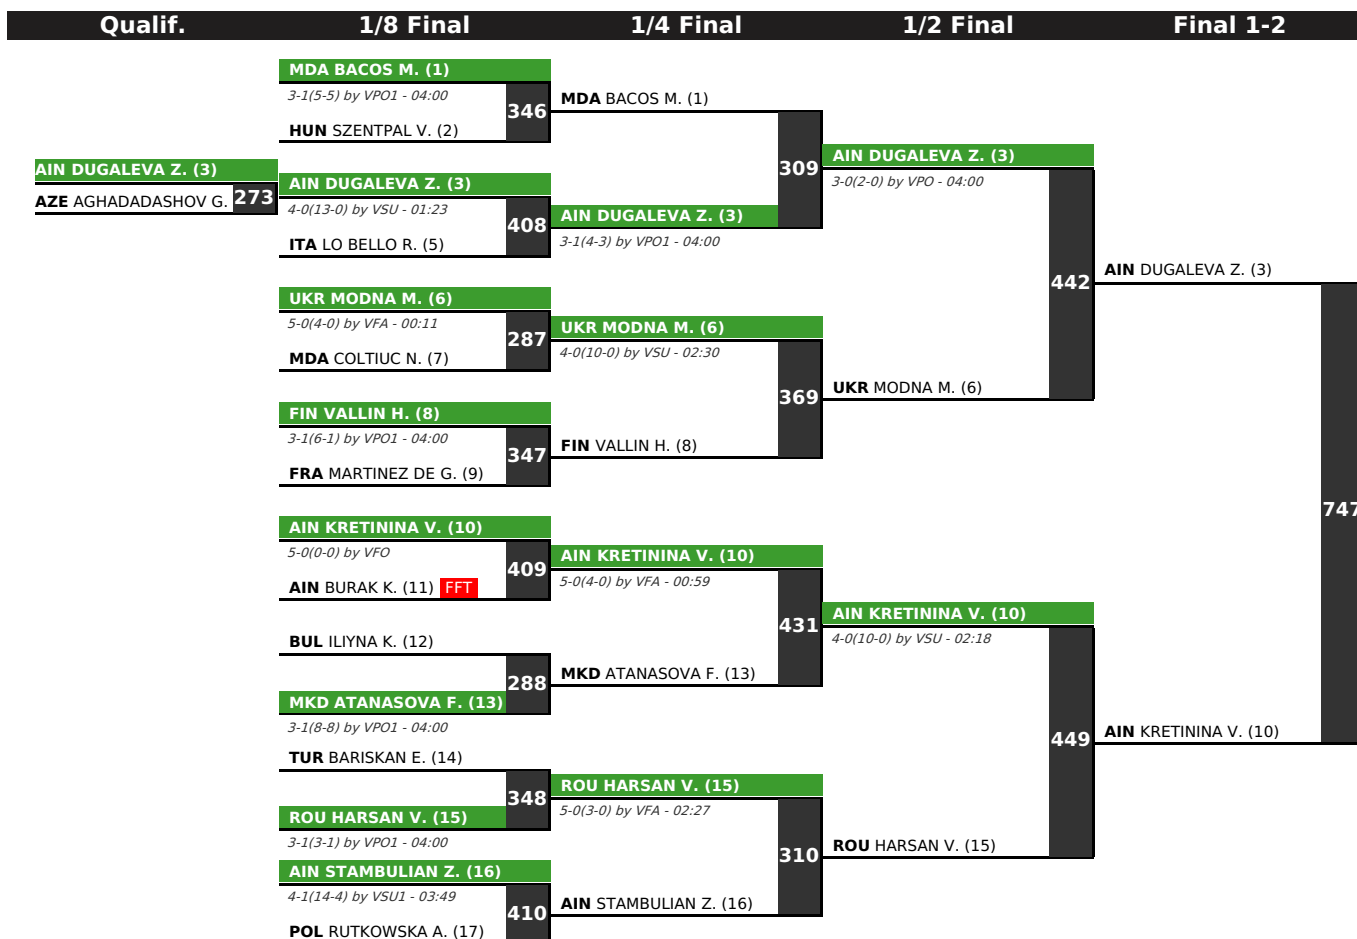 Qualif.
1/8 Final
1/4 Final
1/2 Final
Final 1-2
AIN DUGALEVA Z. (3)
AZE AGHADADASHOV G.
273
MDA BACOS M. (1)
3-1(5-5) by VPO1 - 04:00
346
HUN SZENTPAL V. (2)
AIN DUGALEVA Z. (3)
4-0(13-0) by VSU - 01:23
408
ITA LO BELLO R. (5)
UKR MODNA M. (6)
5-0(4-0) by VFA - 00:11
287
MDA COLTIUC N. (7)
FIN VALLIN H. (8)
3-1(6-1) by VPO1 - 04:00
347
FRA MARTINEZ DE G. (9)
AIN KRETININA V. (10)
5-0(0-0) by VFO
409
AIN BURAK K. (11) FFT
BUL ILIYNA K. (12)
288
MKD ATANASOVA F. (13)
3-1(8-8) by VPO1 - 04:00
TUR BARISKAN E. (14)
348
ROU HARSAN V. (15)
3-1(3-1) by VPO1 - 04:00
AIN STAMBULIAN Z. (16)
4-1(14-4) by VSU1 - 03:49
410
POL RUTKOWSKA A. (17)
MDA BACOS M. (1)
309
AIN DUGALEVA Z. (3)
3-1(4-3) by VPO1 - 04:00
UKR MODNA M. (6)
4-0(10-0) by VSU - 02:30
369
FIN VALLIN H. (8)
AIN KRETININA V. (10)
5-0(4-0) by VFA - 00:59
431
MKD ATANASOVA F. (13)
ROU HARSAN V. (15)
5-0(3-0) by VFA - 02:27
310
AIN STAMBULIAN Z. (16)
AIN DUGALEVA Z. (3)
3-0(2-0) by VPO - 04:00
442
UKR MODNA M. (6)
AIN KRETININA V. (10)
4-0(10-0) by VSU - 02:18
449
ROU HARSAN V. (15)
AIN DUGALEVA Z. (3)
747
AIN KRETININA V. (10)